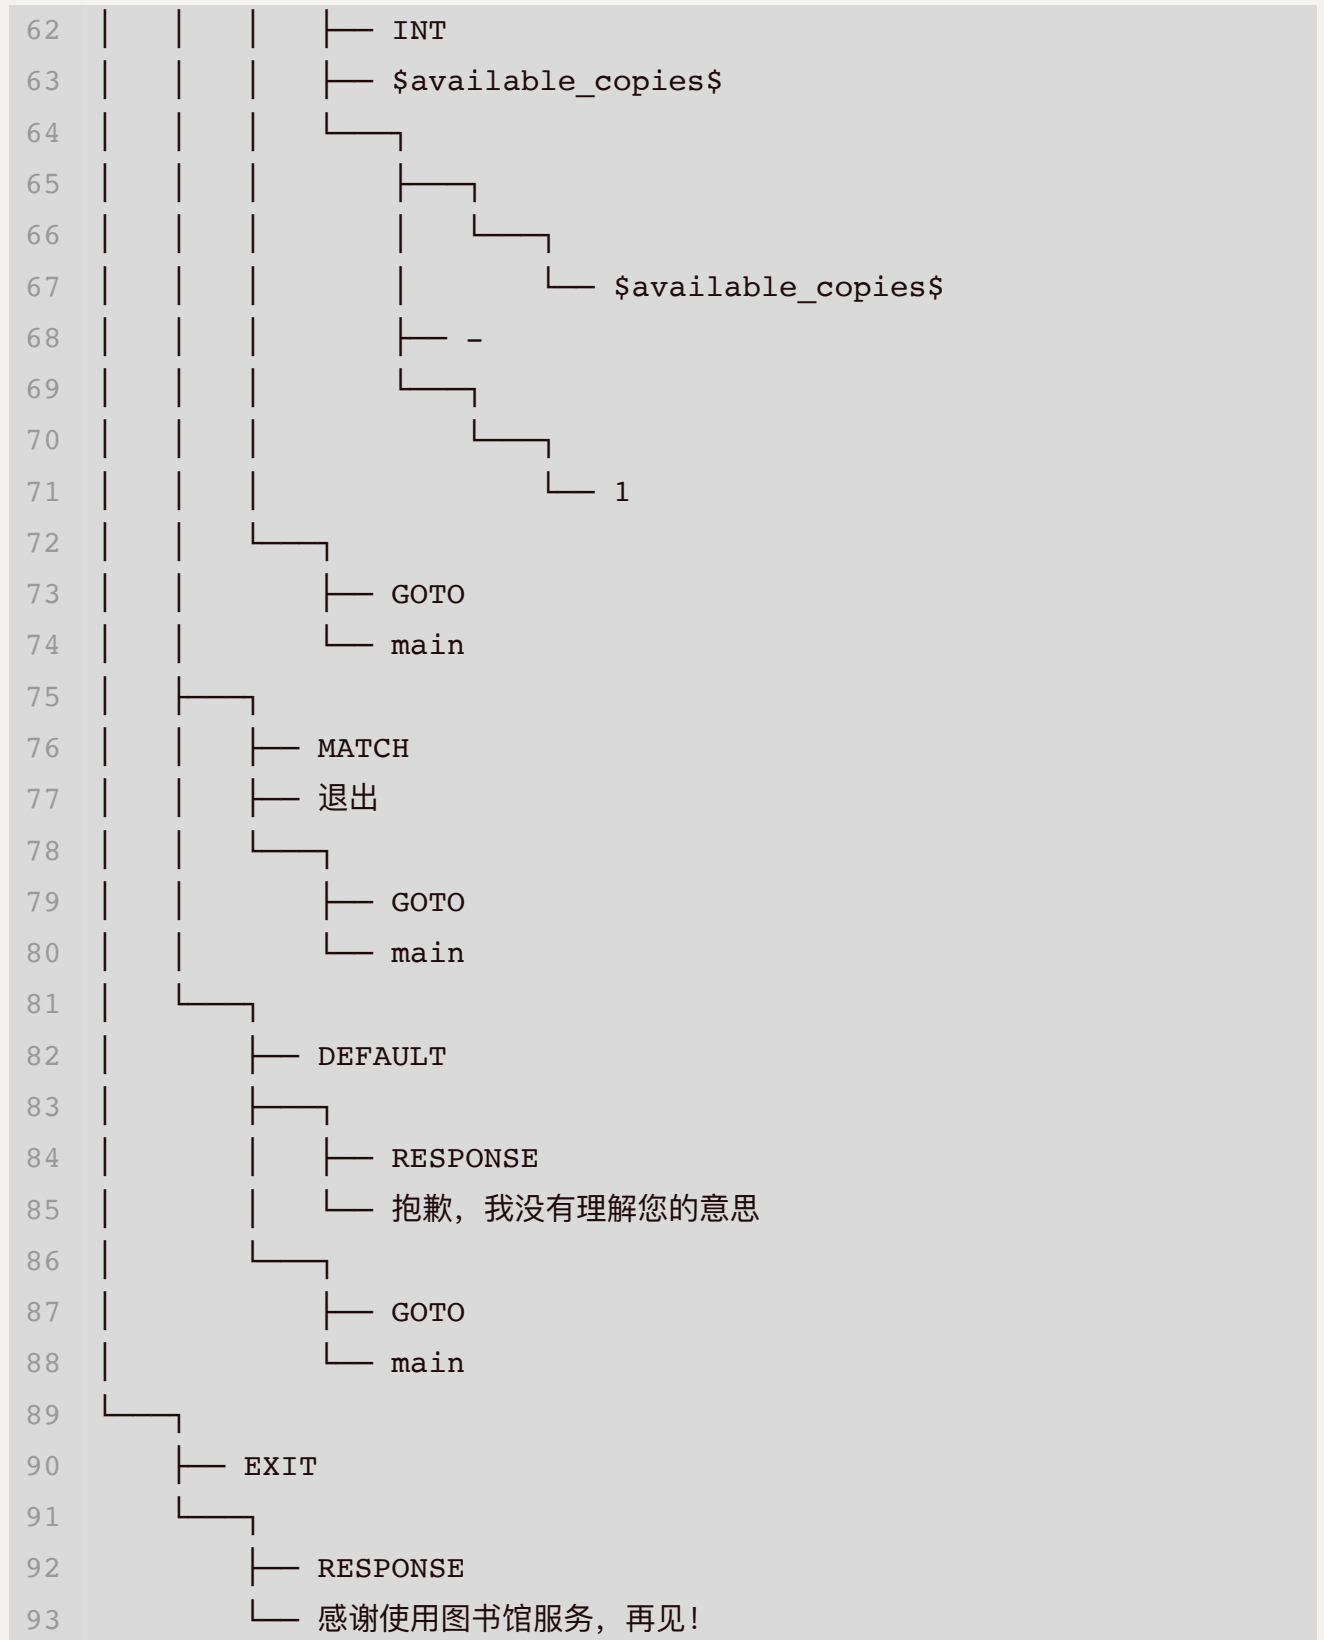 62 │    │    │    ├── INT
63 │    │    │    ├── $available_copies$
64 │    │    │    └────┐
65 │    │    │         ├────┐
66 │    │    │         │    └────┐
67 │    │    │         │         └── $available_copies$
68 │    │    │         ├── -
69 │    │    │         └────┐
70 │    │    │              └────┐
71 │    │    │                   └── 1
72 │    │    └────┐
73 │    │         ├── GOTO
74 │    │         └── main
75 │    ├────┐
76 │    │    ├── MATCH
77 │    │    ├── 退出
78 │    │    └────┐
79 │    │         ├── GOTO
80 │    │         └── main
81 │    └────┐
82 │         ├── DEFAULT
83 │         ├────┐
84 │         │    ├── RESPONSE
85 │         │    └── 抱歉，我没有理解您的意思
86 │         └────┐
87 │              ├── GOTO
88 │              └── main
89 └────┐
90      ├── EXIT
91      └────┐
92           ├── RESPONSE
93           └── 感谢使用图书馆服务，再见！